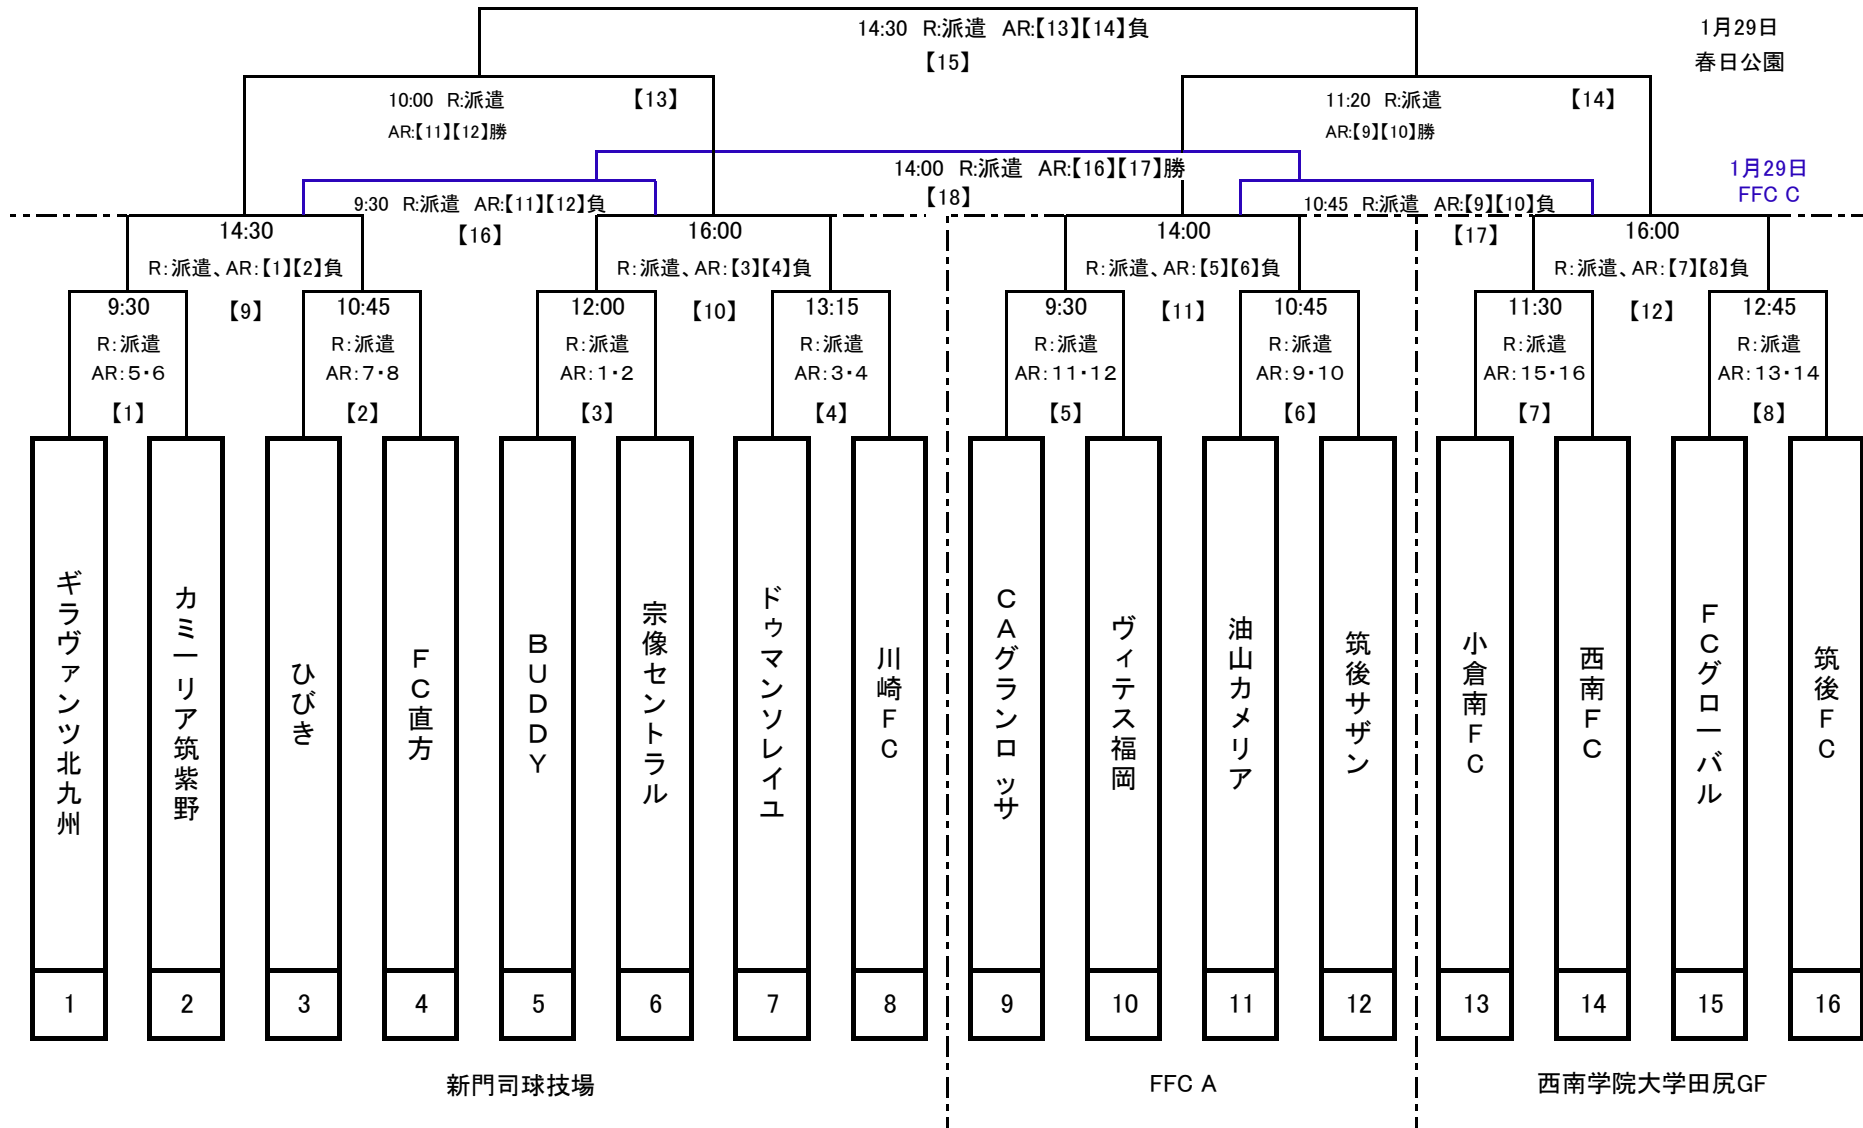 14:30 R:派遣 AR:【13】【14】負
【15】
1月29日
春日公園
10:00 R:派遣 【13】
AR:【11】【12】勝
11:20 R:派遣 【14】
AR:【9】【10】勝
14:00 R:派遣 AR:【16】【17】勝
【18】
1月29日
FFC C
9:30 R:派遣 AR:【11】【12】負
【16】
10:45 R:派遣 AR:【9】【10】負
【17】
14:30
R:派遣、AR:【1】【2】負
【9】
16:00
R:派遣、AR:【3】【4】負
【10】
14:00
R:派遣、AR:【5】【6】負
【11】
16:00
R:派遣、AR:【7】【8】負
【12】
9:30
R:派遣
AR:5・6
【1】
10:45
R:派遣
AR:7・8
【2】
12:00
R:派遣
AR:1・2
【3】
13:15
R:派遣
AR:3・4
【4】
9:30
R:派遣
AR:11・12
【5】
10:45
R:派遣
AR:9・10
【6】
11:30
R:派遣
AR:15・16
【7】
12:45
R:派遣
AR:13・14
【8】
ギラヴァンツ北九州
カミーリア筑紫野
ひびき
FC直方
BUDDY
宗像セントラル
ドゥマンソレイユ
川崎FC
CAグランロッサ
ヴィテス福岡
油山カメリア
筑後サザン
小倉南FC
西南FC
FCグローバル
筑後FC
1
2
3
4
5
6
7
8
9
10
11
12
13
14
15
16
新門司球技場
FFC A
西南学院大学田尻GF